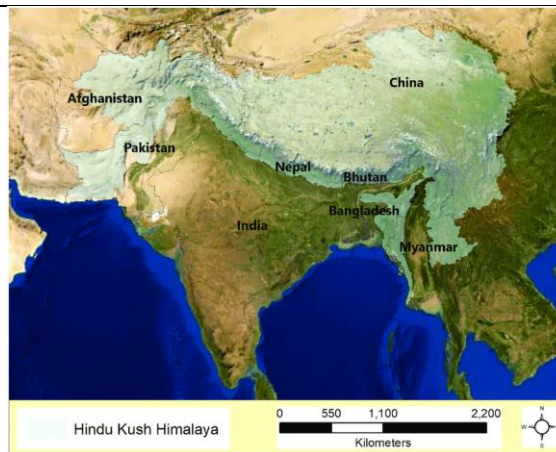 China
Afghanistan
Pakistan
Nepal
Bhutan
Bangladesh
India
Myanmar
Hindu Kush Himalaya
0 550 1,100 2,200
Kilometers
N
W E
S